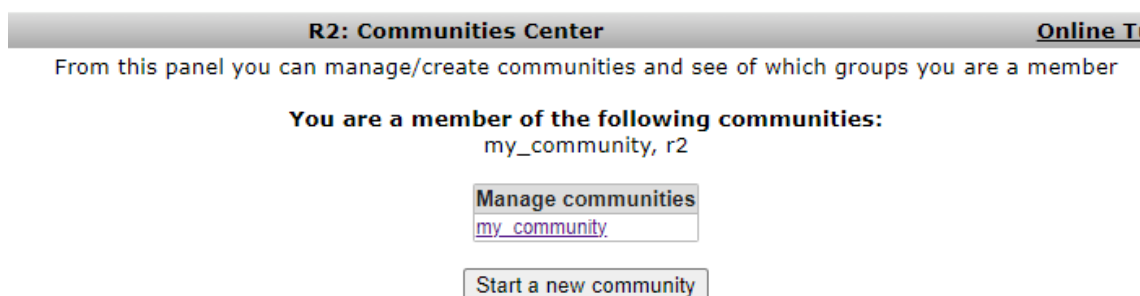 R2: Communities Center Online
From this panel you can manage/create communities and see of which groups you are a member
You are a member of the following communities:
my_community, r2
Manage communities
my_community
Start a new community